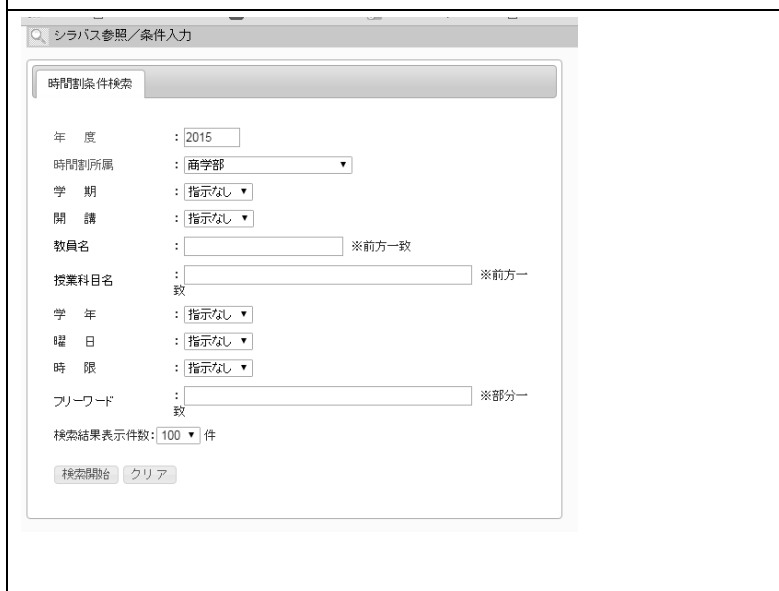 シラバス参照／条件入力
時間割条件検索
年 度 : 2015
時間割所属 : 商学部
学 期 : 指示なし
開 講 : 指示なし
教員名 : ※前方一致
授業科目名 : ※前方一
致
学 年 : 指示なし
曜 日 : 指示なし
時 限 : 指示なし
フリーワード : ※部分一
致
検索結果表示件数: 100 件
検索開始 クリア